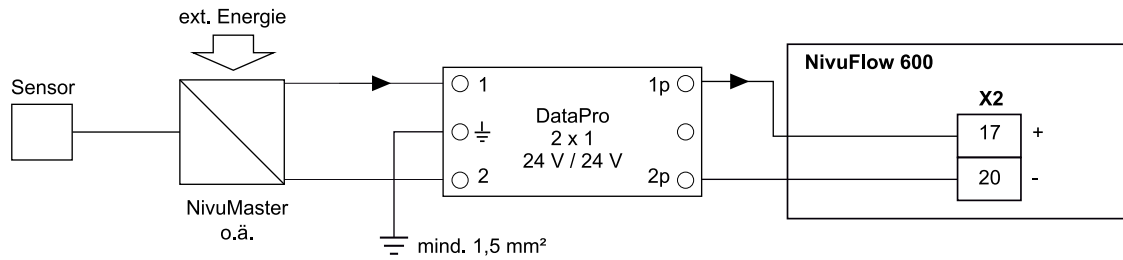 ext. Energie
Sensor
NivuMaster
o.ä.
1
2
mind. 1,5 mm²
DataPro
2 x 1
24 V / 24 V
1p
2p
NivuFlow 600
X2
17 +
20 -